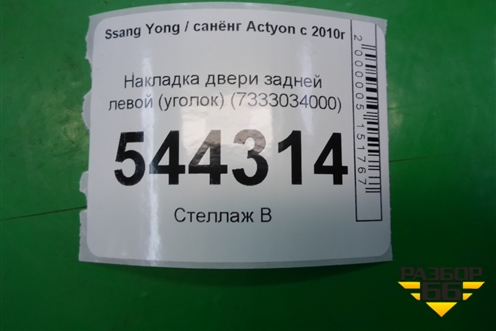 Ssang Yong / санёнг Actyon с 2010г
Накладка двери задней
левой (уголок) (7333034000)
544314
Стеллаж В
2000005151767
РАЗБОР
66